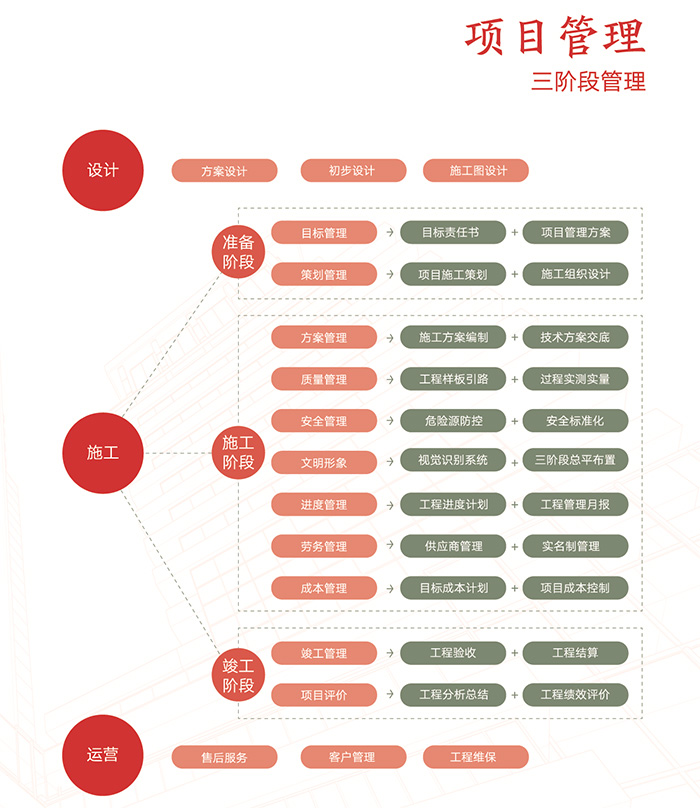 项目管理
三阶段管理
设计
方案设计 初步设计 施工图设计
准备
阶段
目标管理 → 目标责任书 + 项目管理方案
策划管理 → 项目施工策划 + 施工组织设计
施工
施工
阶段
方案管理 → 施工方案编制 + 技术方案交底
质量管理 → 工程样板引路 + 过程实测实量
安全管理 → 危险源防控 + 安全标准化
文明形象 → 视觉识别系统 + 三阶段总平布置
进度管理 → 工程进度计划 + 工程管理月报
劳务管理 → 供应商管理 + 实名制管理
成本管理 → 目标成本计划 + 项目成本控制
竣工
阶段
竣工管理 → 工程验收 + 工程结算
项目评价 → 工程分析总结 + 工程绩效评价
运营
售后服务 客户管理 工程维保